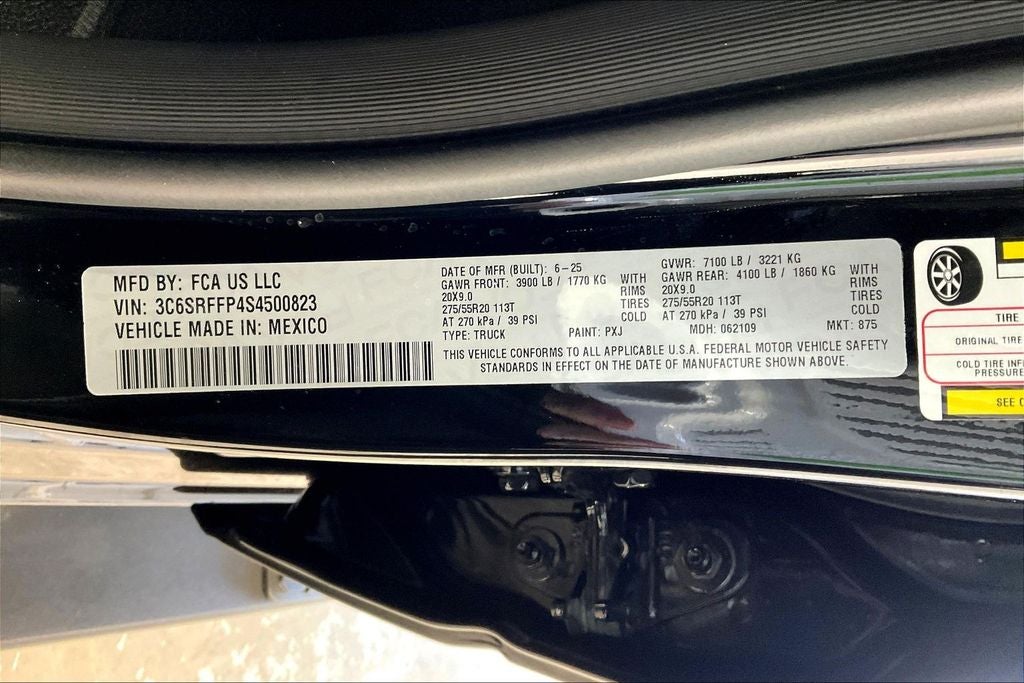 MFD BY: FCA US LLC
VIN: 3C6SRFFP4S4500823
VEHICLE MADE IN: MEXICO
DATE OF MFR (BUILT): 6-25
GAWR FRONT: 3900 LB / 1770 KG WITH
20X9.0 RIMS
275/55R20 113T TIRES
AT 270 kPa / 39 PSI COLD
TYPE: TRUCK PAINT: PXJ
GVWR: 7100 LB / 3221 KG
GAWR REAR: 4100 LB / 1860 KG WITH
20X9.0 RIMS
275/55R20 113T TIRES
AT 270 kPa / 39 PSI COLD
MDH: 062109 MKT: 875
THIS VEHICLE CONFORMS TO ALL APPLICABLE U.S.A. FEDERAL MOTOR VEHICLE SAFETY
STANDARDS IN EFFECT ON THE DATE OF MANUFACTURE SHOWN ABOVE.
TIRE
ORIGINAL TIRE
COLD TIRE
PRESSURE
SEE